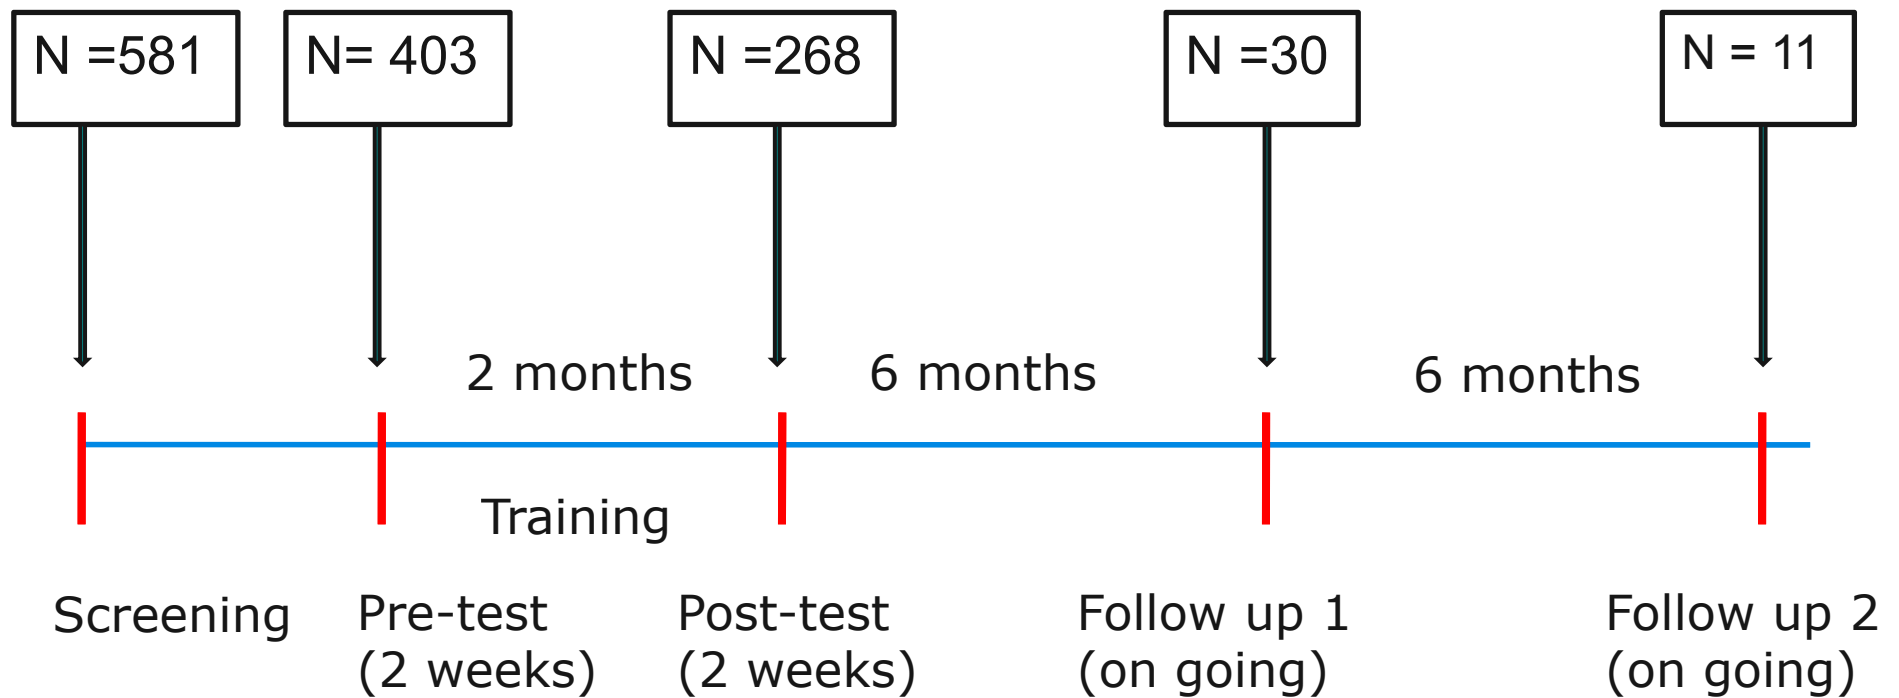 N =581
N= 403
N =268
N =30
N = 11
2 months
6 months
6 months
Training
Screening
Pre-test
(2 weeks)
Post-test
(2 weeks)
Follow up 1
(on going)
Follow up 2
(on going)